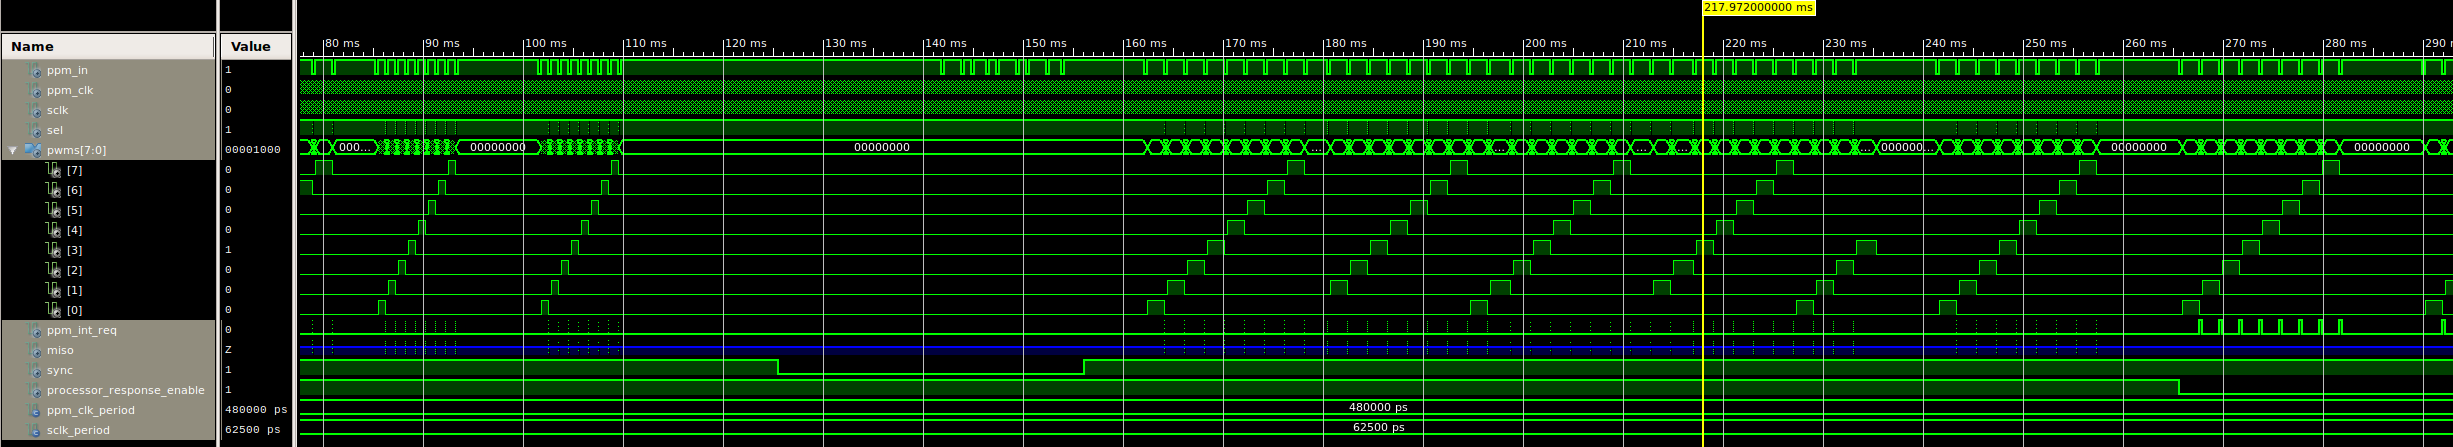 217.972000000 ms
Name Value 80 ms 90 ms 100 ms 110 ms 120 ms 130 ms 140 ms 150 ms 160 ms 170 ms 180 ms 190 ms 200 ms 210 ms 220 ms 230 ms 240 ms 250 ms 260 ms 270 ms 280 ms 290 m
ppm_in 1
ppm_clk 0
sclk 0
sel 1
pwms[7:0] 00001000 000... 00000000 00000000 ... ... ... ... ... 000000... 00000000 00000000
[7] 0
[6] 0
[5] 0
[4] 0
[3] 1
[2] 0
[1] 0
[0] 0
ppm_int_req 0
miso Z
sync 1
processor_response_enable 1
ppm_clk_period 480000 ps 480000 ps
sclk_period 62500 ps 62500 ps